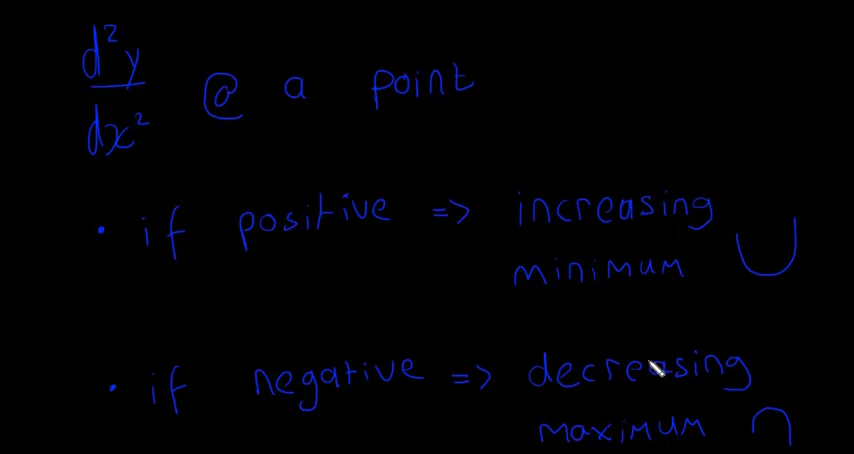 d²y/dx² @ a point
• if positive => increasing
minimum
• if negative => decreasing
maximum